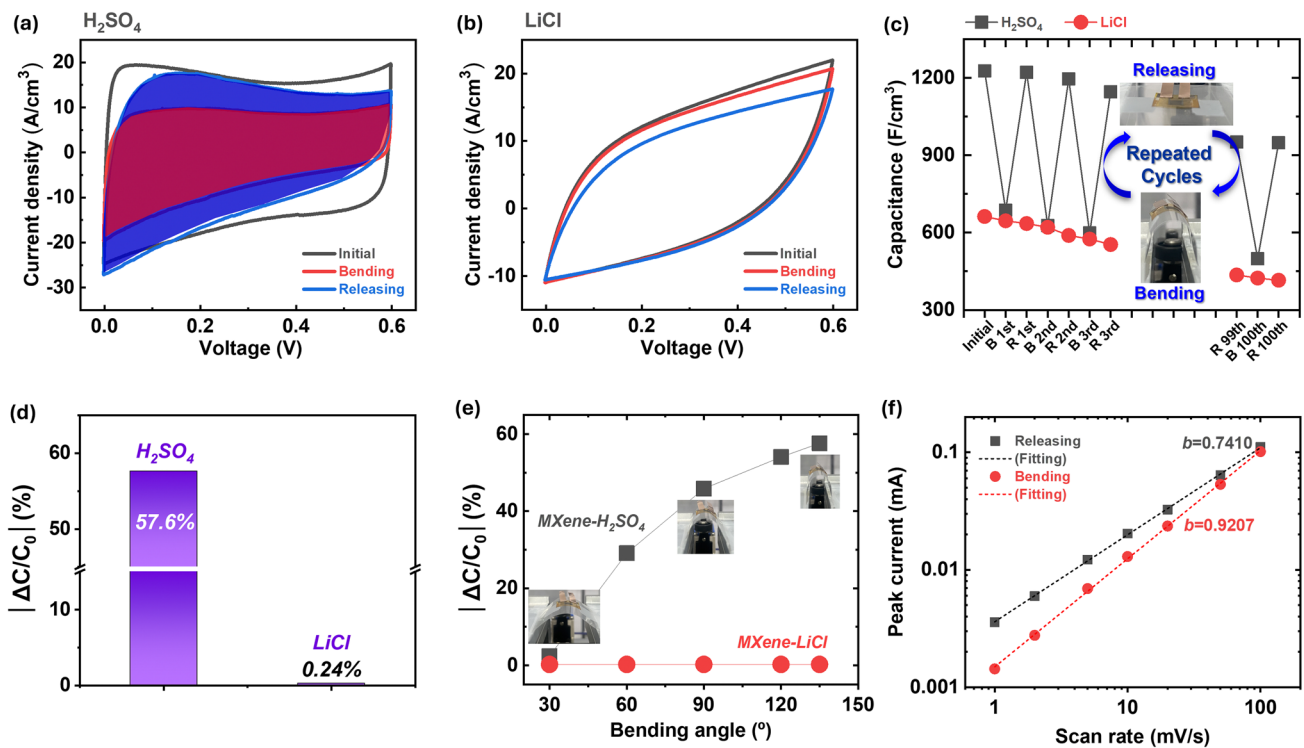 (a)
H₂SO₄
Current density (A/cm³)
20
10
0
-10
-20
-30
0.0
0.2
0.4
0.6
Voltage (V)
Initial
Bending
Releasing
(b)
LiCl
Current density (A/cm³)
20
10
0
-10
0.0
0.2
0.4
0.6
Voltage (V)
Initial
Bending
Releasing
(c)
H₂SO₄
LiCl
Capacitance (F/cm³)
1200
900
600
300
Releasing
Repeated
Cycles
Bending
Initial
B 1st
R 1st
B 2nd
R 2nd
B 3rd
R 3rd
R 99th
B 100th
R 100th
(d)
|ΔC/C₀| (%)
60
50
10
0
H₂SO₄
57.6%
LiCl
0.24%
(e)
|ΔC/C₀| (%)
60
40
20
0
MXene-H₂SO₄
MXene-LiCl
30
60
90
120
150
Bending angle (º)
(f)
Peak current (mA)
0.1
0.01
0.001
Releasing
(Fitting)
Bending
(Fitting)
b=0.7410
b=0.9207
1
10
100
Scan rate (mV/s)